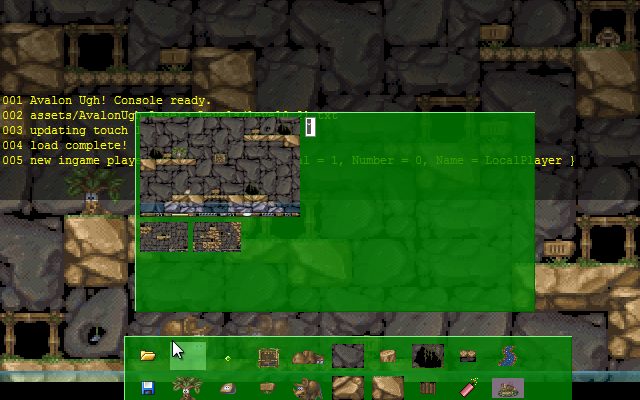 001 Avalon Ugh! Console ready.
002 assets/AvalonUgh
003 updating touch
004 load complete!
005 new ingame play = 1, Number = 0, Name = LocalPlayer }